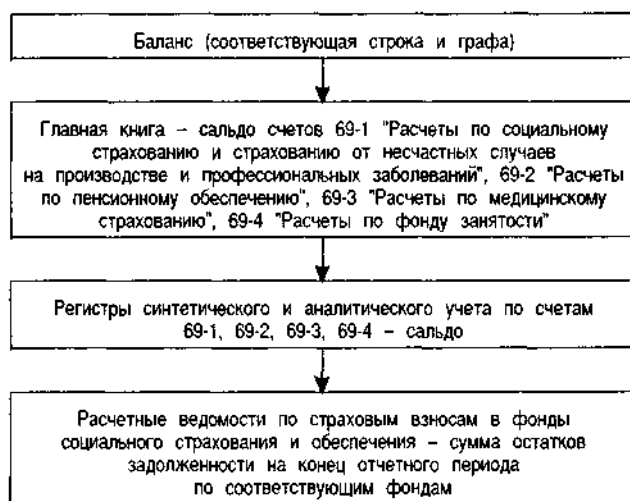 Баланс (соответствующая строка и графа)
Главная книга – сальдо счетов 69-1 "Расчеты по социальному
страхованию и страхованию от несчастных случаев
на производстве и профессиональных заболеваний", 69-2 "Расчеты
по пенсионному обеспечению", 69-3 "Расчеты по медицинскому
страхованию", 69-4 "Расчеты по фонду занятости"
Регистры синтетического и аналитического учета по счетам
69-1, 69-2, 69-3, 69-4 – сальдо
Расчетные ведомости по страховым взносам в фонды
социального страхования и обеспечения – сумма остатков
задолженности на конец отчетного периода
по соответствующим фондам